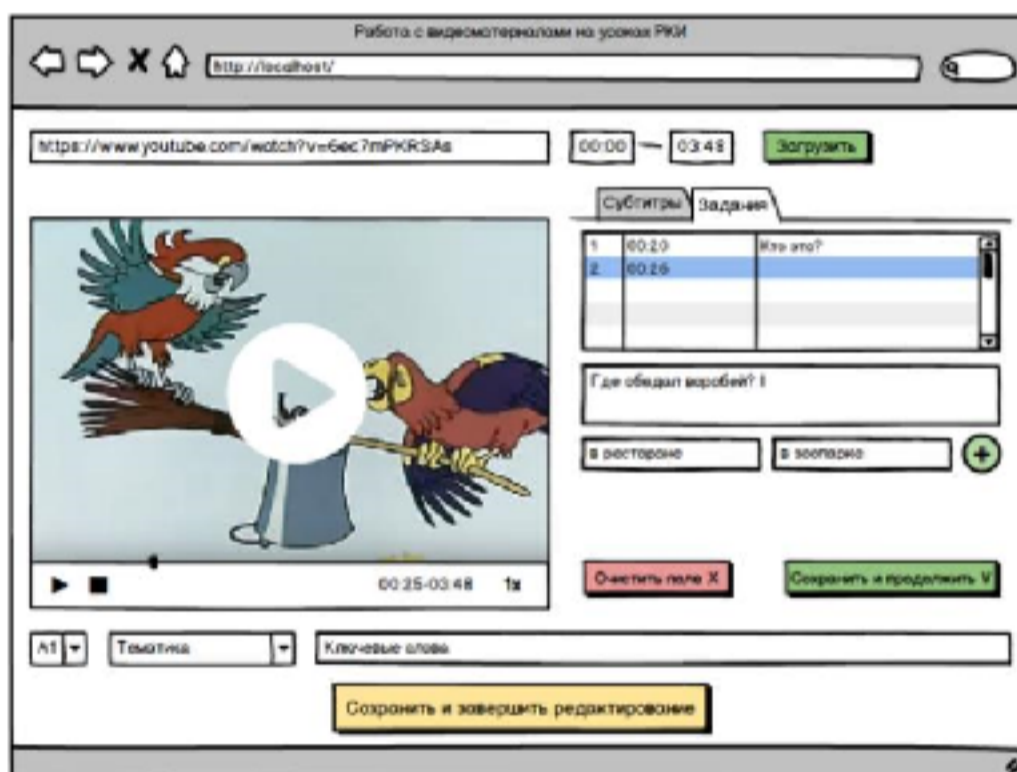 Работа с видеоматериалами на уроках РКИ
http://localhost/
https://www.youtube.com/watch?v=6ec7mPKRSAs
00:00 — 03:48 Загрузить
Субтитры Задания
1 00:20 Кто это?
2 00:26
Где обедал воробей? I
в ресторане в зоопарке +
00:25-03:48 1x
Очистить поле X Сохранить и продолжить V
A1 Тематика Ключевые слова
Сохранить и завершить редактирование